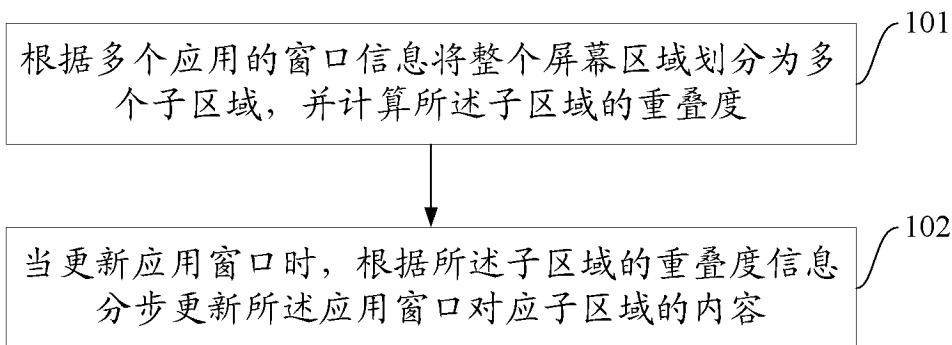 101
根据多个应用的窗口信息将整个屏幕区域划分为多
个子区域，并计算所述子区域的重叠度
102
当更新应用窗口时，根据所述子区域的重叠度信息
分步更新所述应用窗口对应子区域的内容